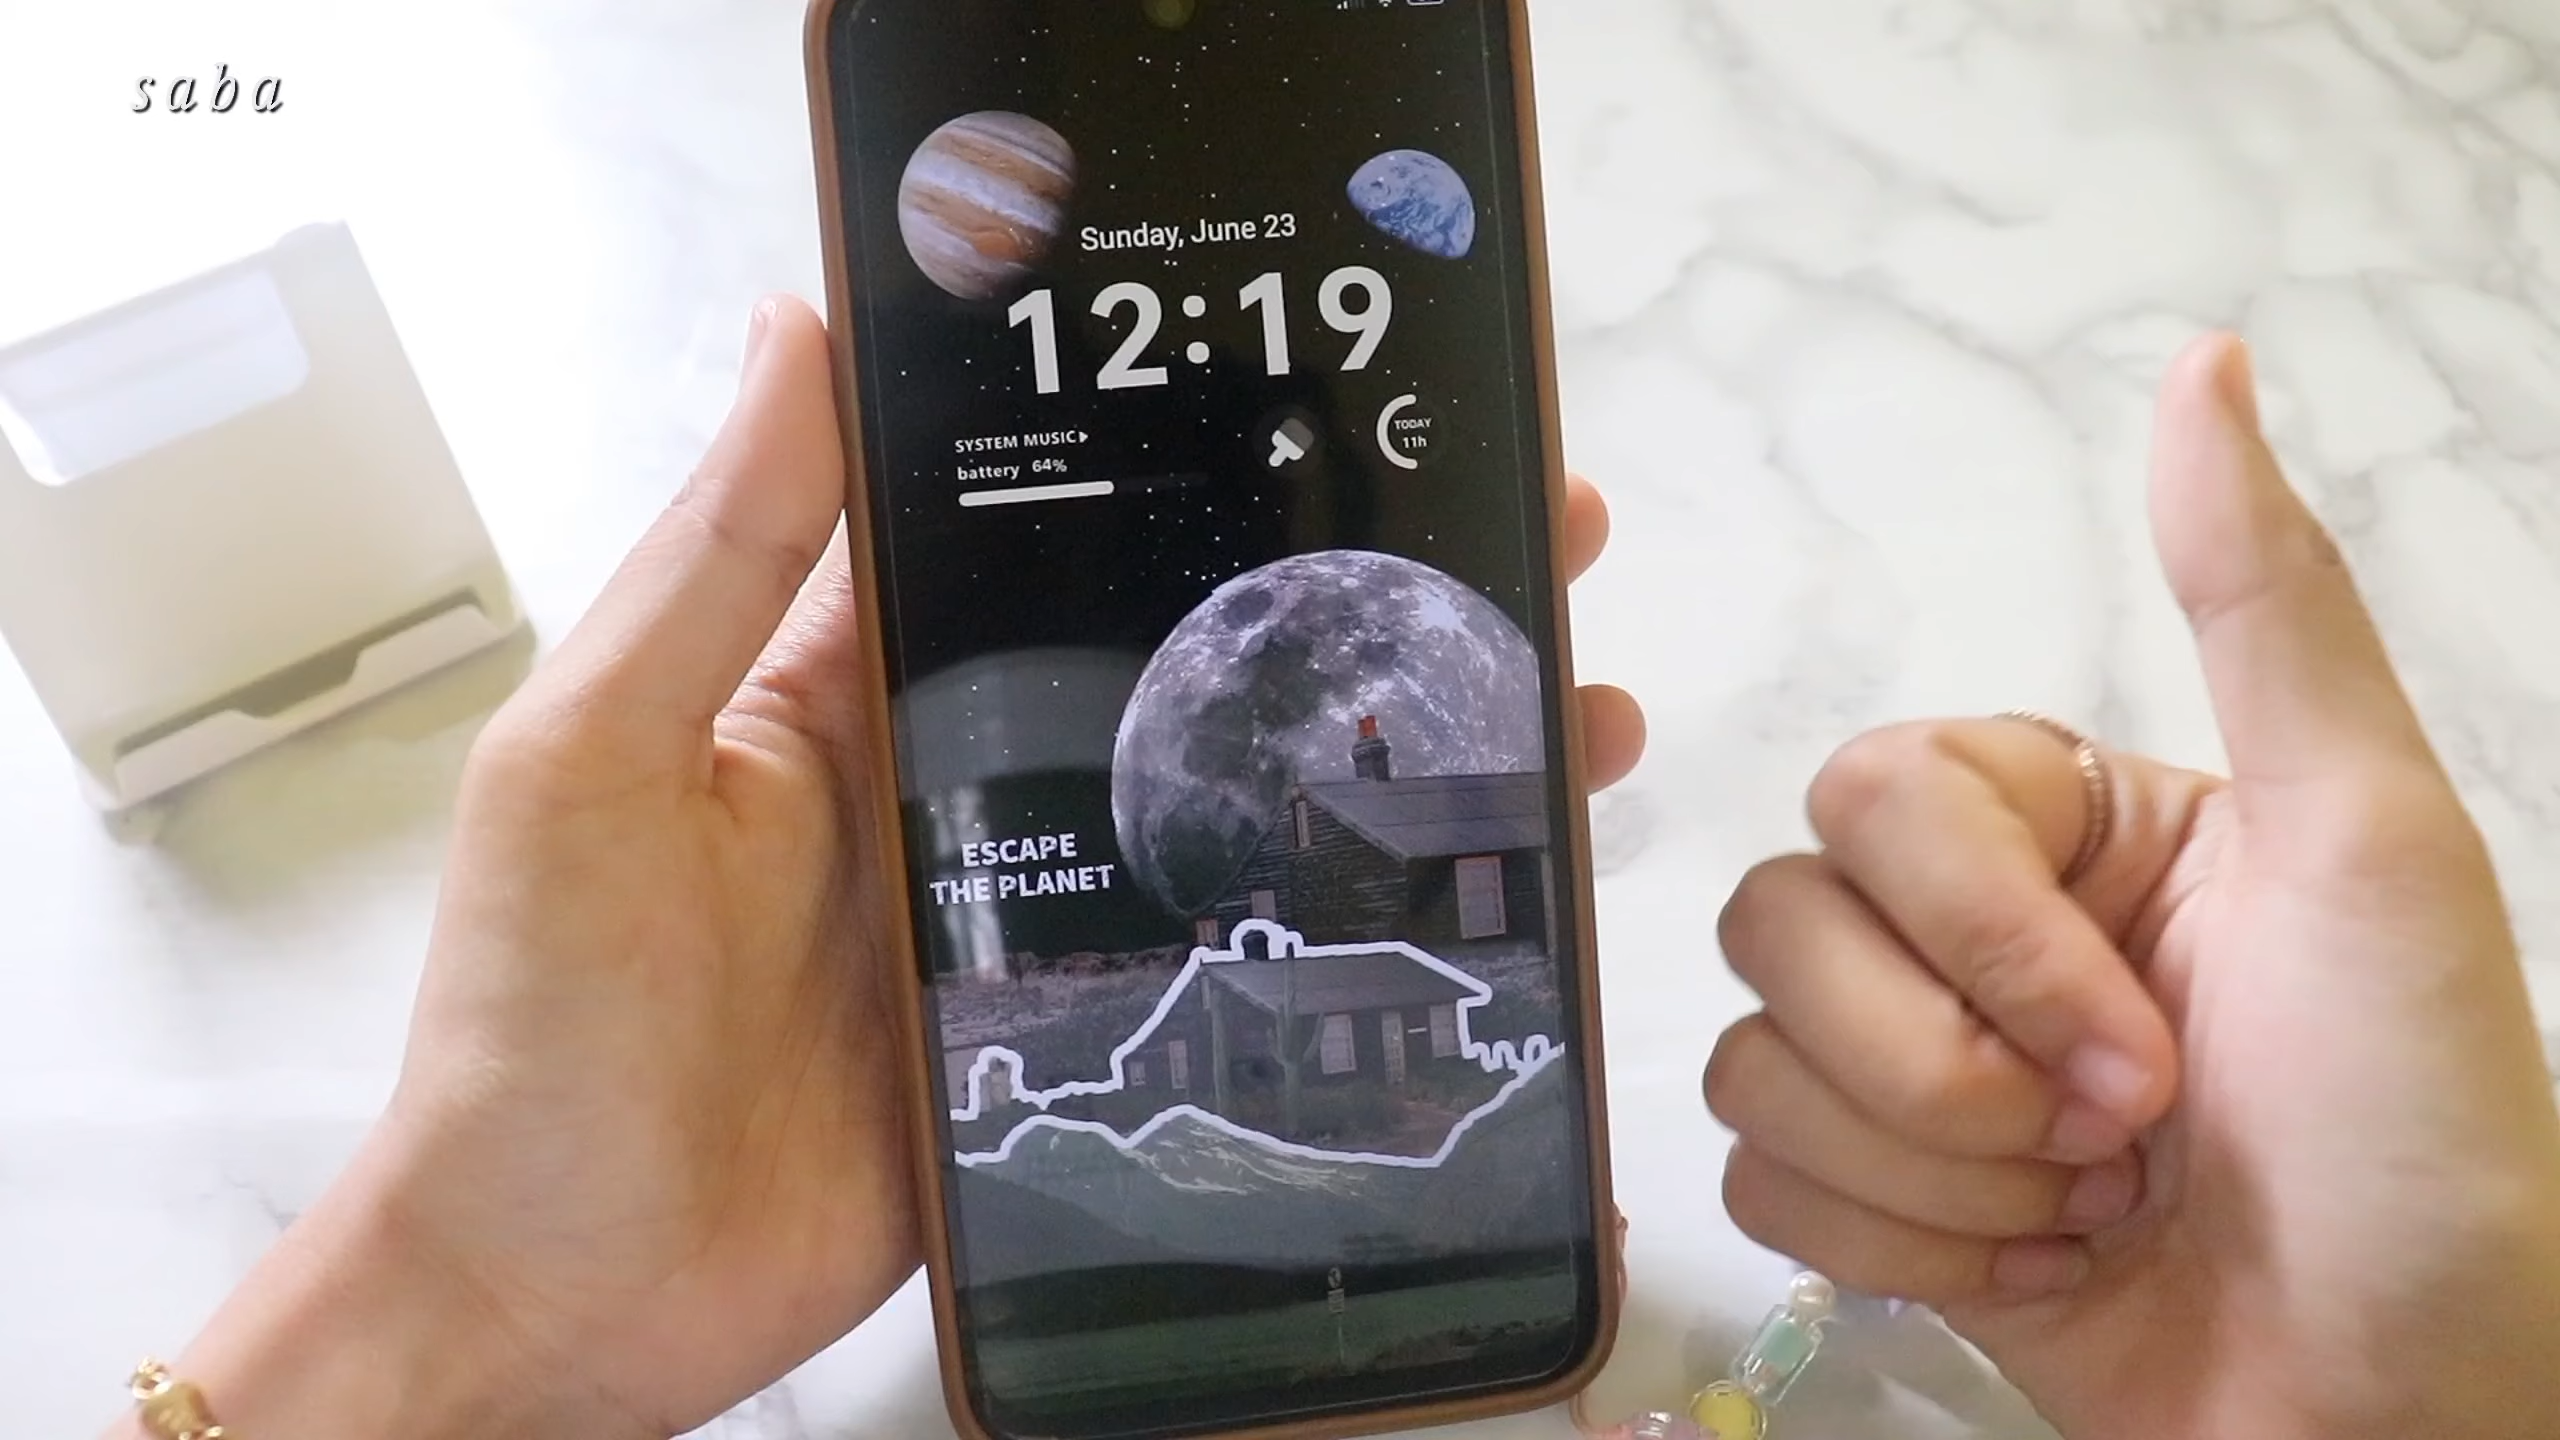 saba
Sunday, June 23
12:19
SYSTEM MUSIC
battery 64%
TODAY
11h
ESCAPE
THE PLANET